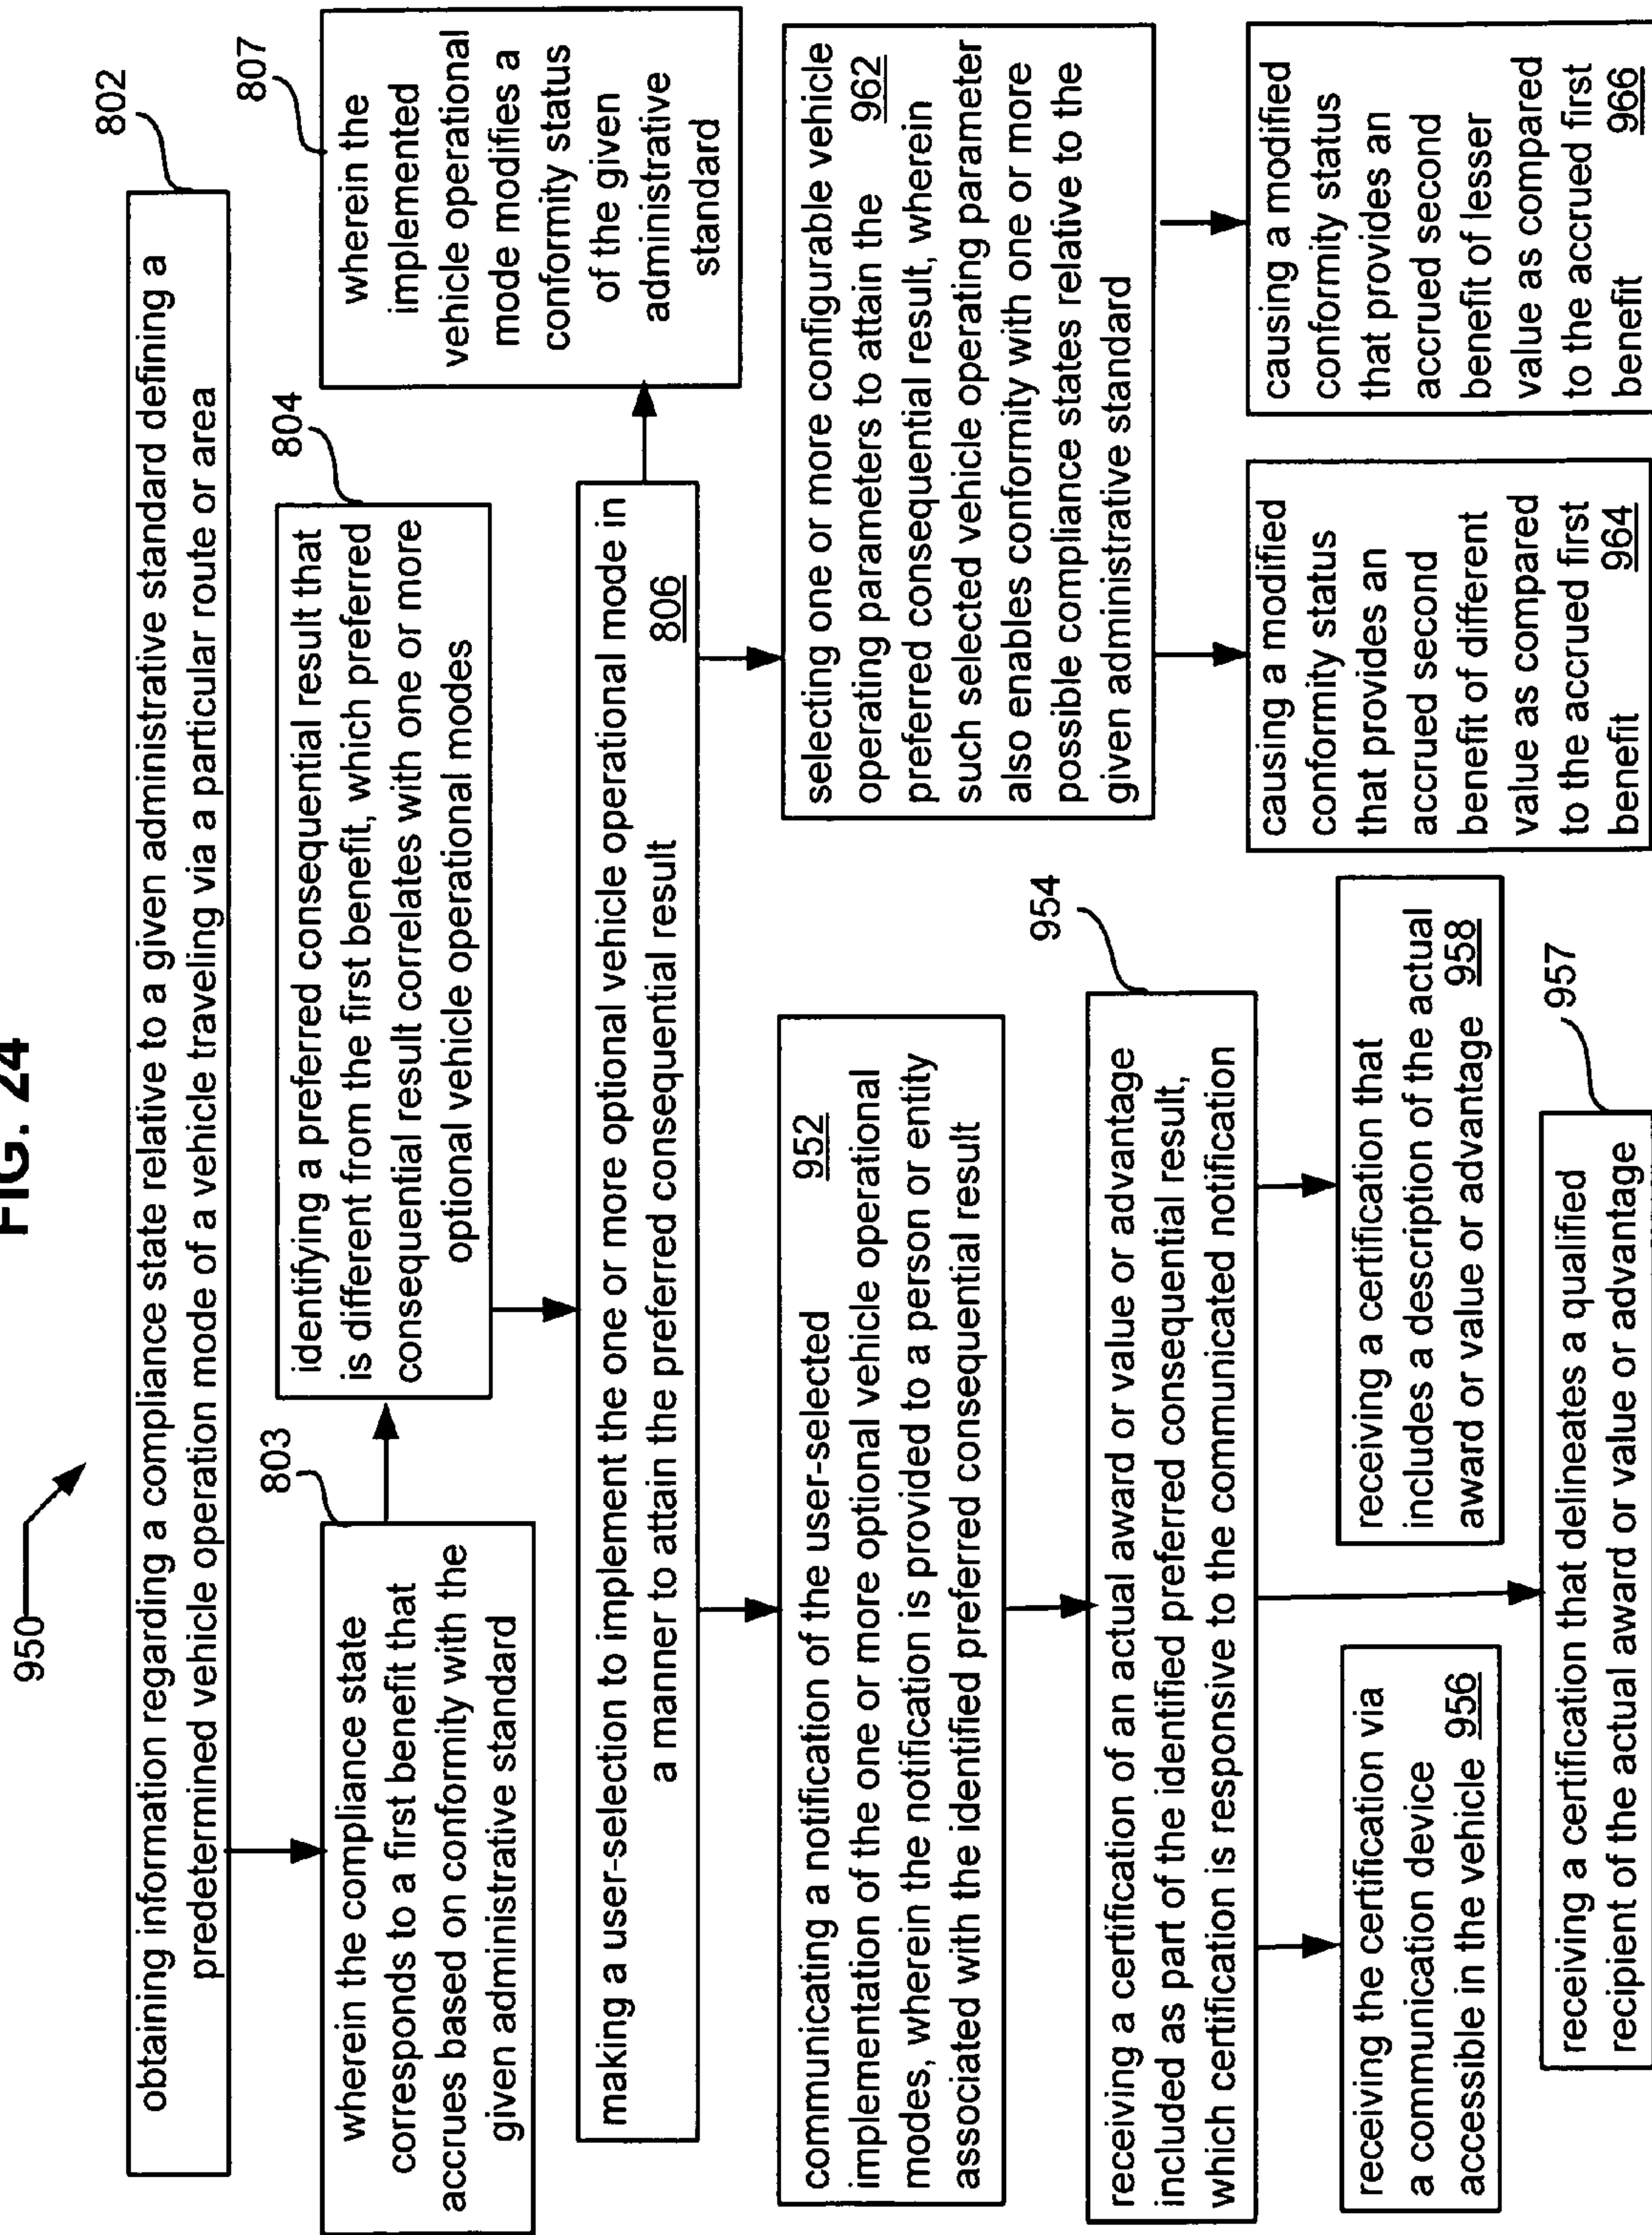 FIG. 24
950
802
obtaining information regarding a compliance state relative to a given administrative standard defining a
predetermined vehicle operation mode of a vehicle traveling via a particular route or area
803
wherein the compliance state
corresponds to a first benefit that
accrues based on conformity with the
given administrative standard
804
identifying a preferred consequential result that
is different from the first benefit, which preferred
consequential result correlates with one or more
optional vehicle operational modes
807
wherein the
implemented
vehicle operational
mode modifies a
conformity status
of the given
administrative
standard
making a user-selection to implement the one or more optional vehicle operational mode in
a manner to attain the preferred consequential result 806
communicating a notification of the user-selected 952
implementation of the one or more optional vehicle operational
modes, wherein the notification is provided to a person or entity
associated with the identified preferred consequential result
selecting one or more configurable vehicle
operating parameters to attain the 962
preferred consequential result, wherein
such selected vehicle operating parameter
also enables conformity with one or more
possible compliance states relative to the
given administrative standard
954
receiving a certification of an actual award or value or advantage
included as part of the identified preferred consequential result,
which certification is responsive to the communicated notification
causing a modified
conformity status
that provides an
accrued second
benefit of different
value as compared
to the accrued first
benefit 964
causing a modified
conformity status
that provides an
accrued second
benefit of lesser
value as compared
to the accrued first
benefit 966
receiving the certification via
a communication device
accessible in the vehicle 956
receiving a certification that
includes a description of the actual
award or value or advantage 958
957
receiving a certification that delineates a qualified
recipient of the actual award or value or advantage